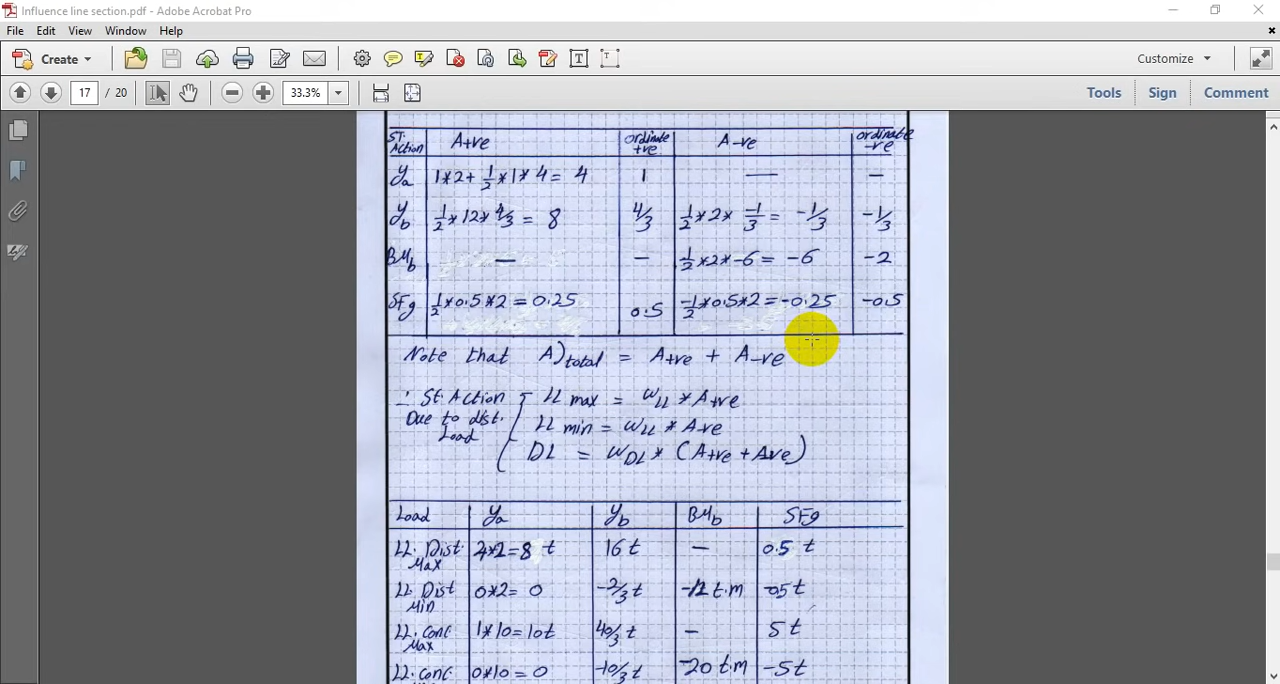 Influence line section.pdf - Adobe Acrobat Pro
File Edit View Window Help
Create Customize
17 / 20 33.3% Tools Sign Comment
St. Action A+ve ordinate +ve A-ve ordinate -ve
Ya 1*2+ 1/2 *1*4 = 4 1 — —
Yb 1/2 *12* 4/3 = 8 4/3 1/2 *2* -1/3 = -1/3 -1/3
BMb — — 1/2 *2*-6 = -6 -2
SFg 1/2 *0.5*2 = 0.25 0.5 -1/2 *0.5*2 = -0.25 -0.5
Note that A)total = A+ve + A-ve
∴ St. Action LL max = WLL * A+ve
Due to dist. Load LL min = WLL * A-ve
DL = WDL * (A+ve + A-ve)
Load Ya Yb BMb SFg
LL. Dist. Max 4*2=8 t 16 t — 0.5 t
LL. Dist Min 0*2= 0 -2/3 t -12 t.m -0.5 t
LL. Conc Max 1*10=10t 40/3 t — 5 t
LL. conc 0*10=0 -10/3 t -20 t.m -5 t